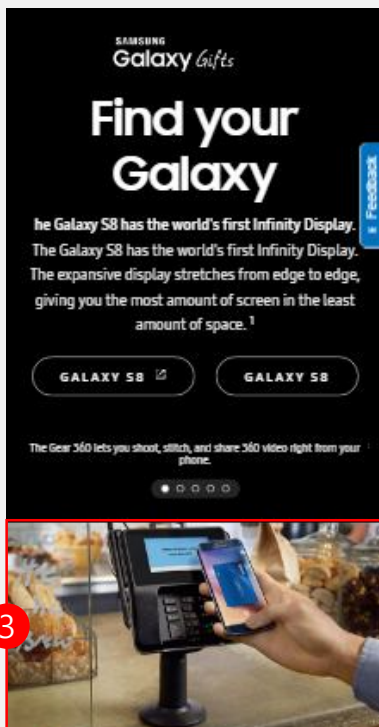 SAMSUNG
Galaxy Gifts
Find your
Galaxy
Feedback
he Galaxy S8 has the world's first Infinity Display.
The Galaxy S8 has the world's first Infinity Display.
The expansive display stretches from edge to edge,
giving you the most amount of screen in the least
amount of space. 1
GALAXY S8
GALAXY S8
The Gear 360 lets you shoot, stitch, and share 360 video right from your
phone.
3